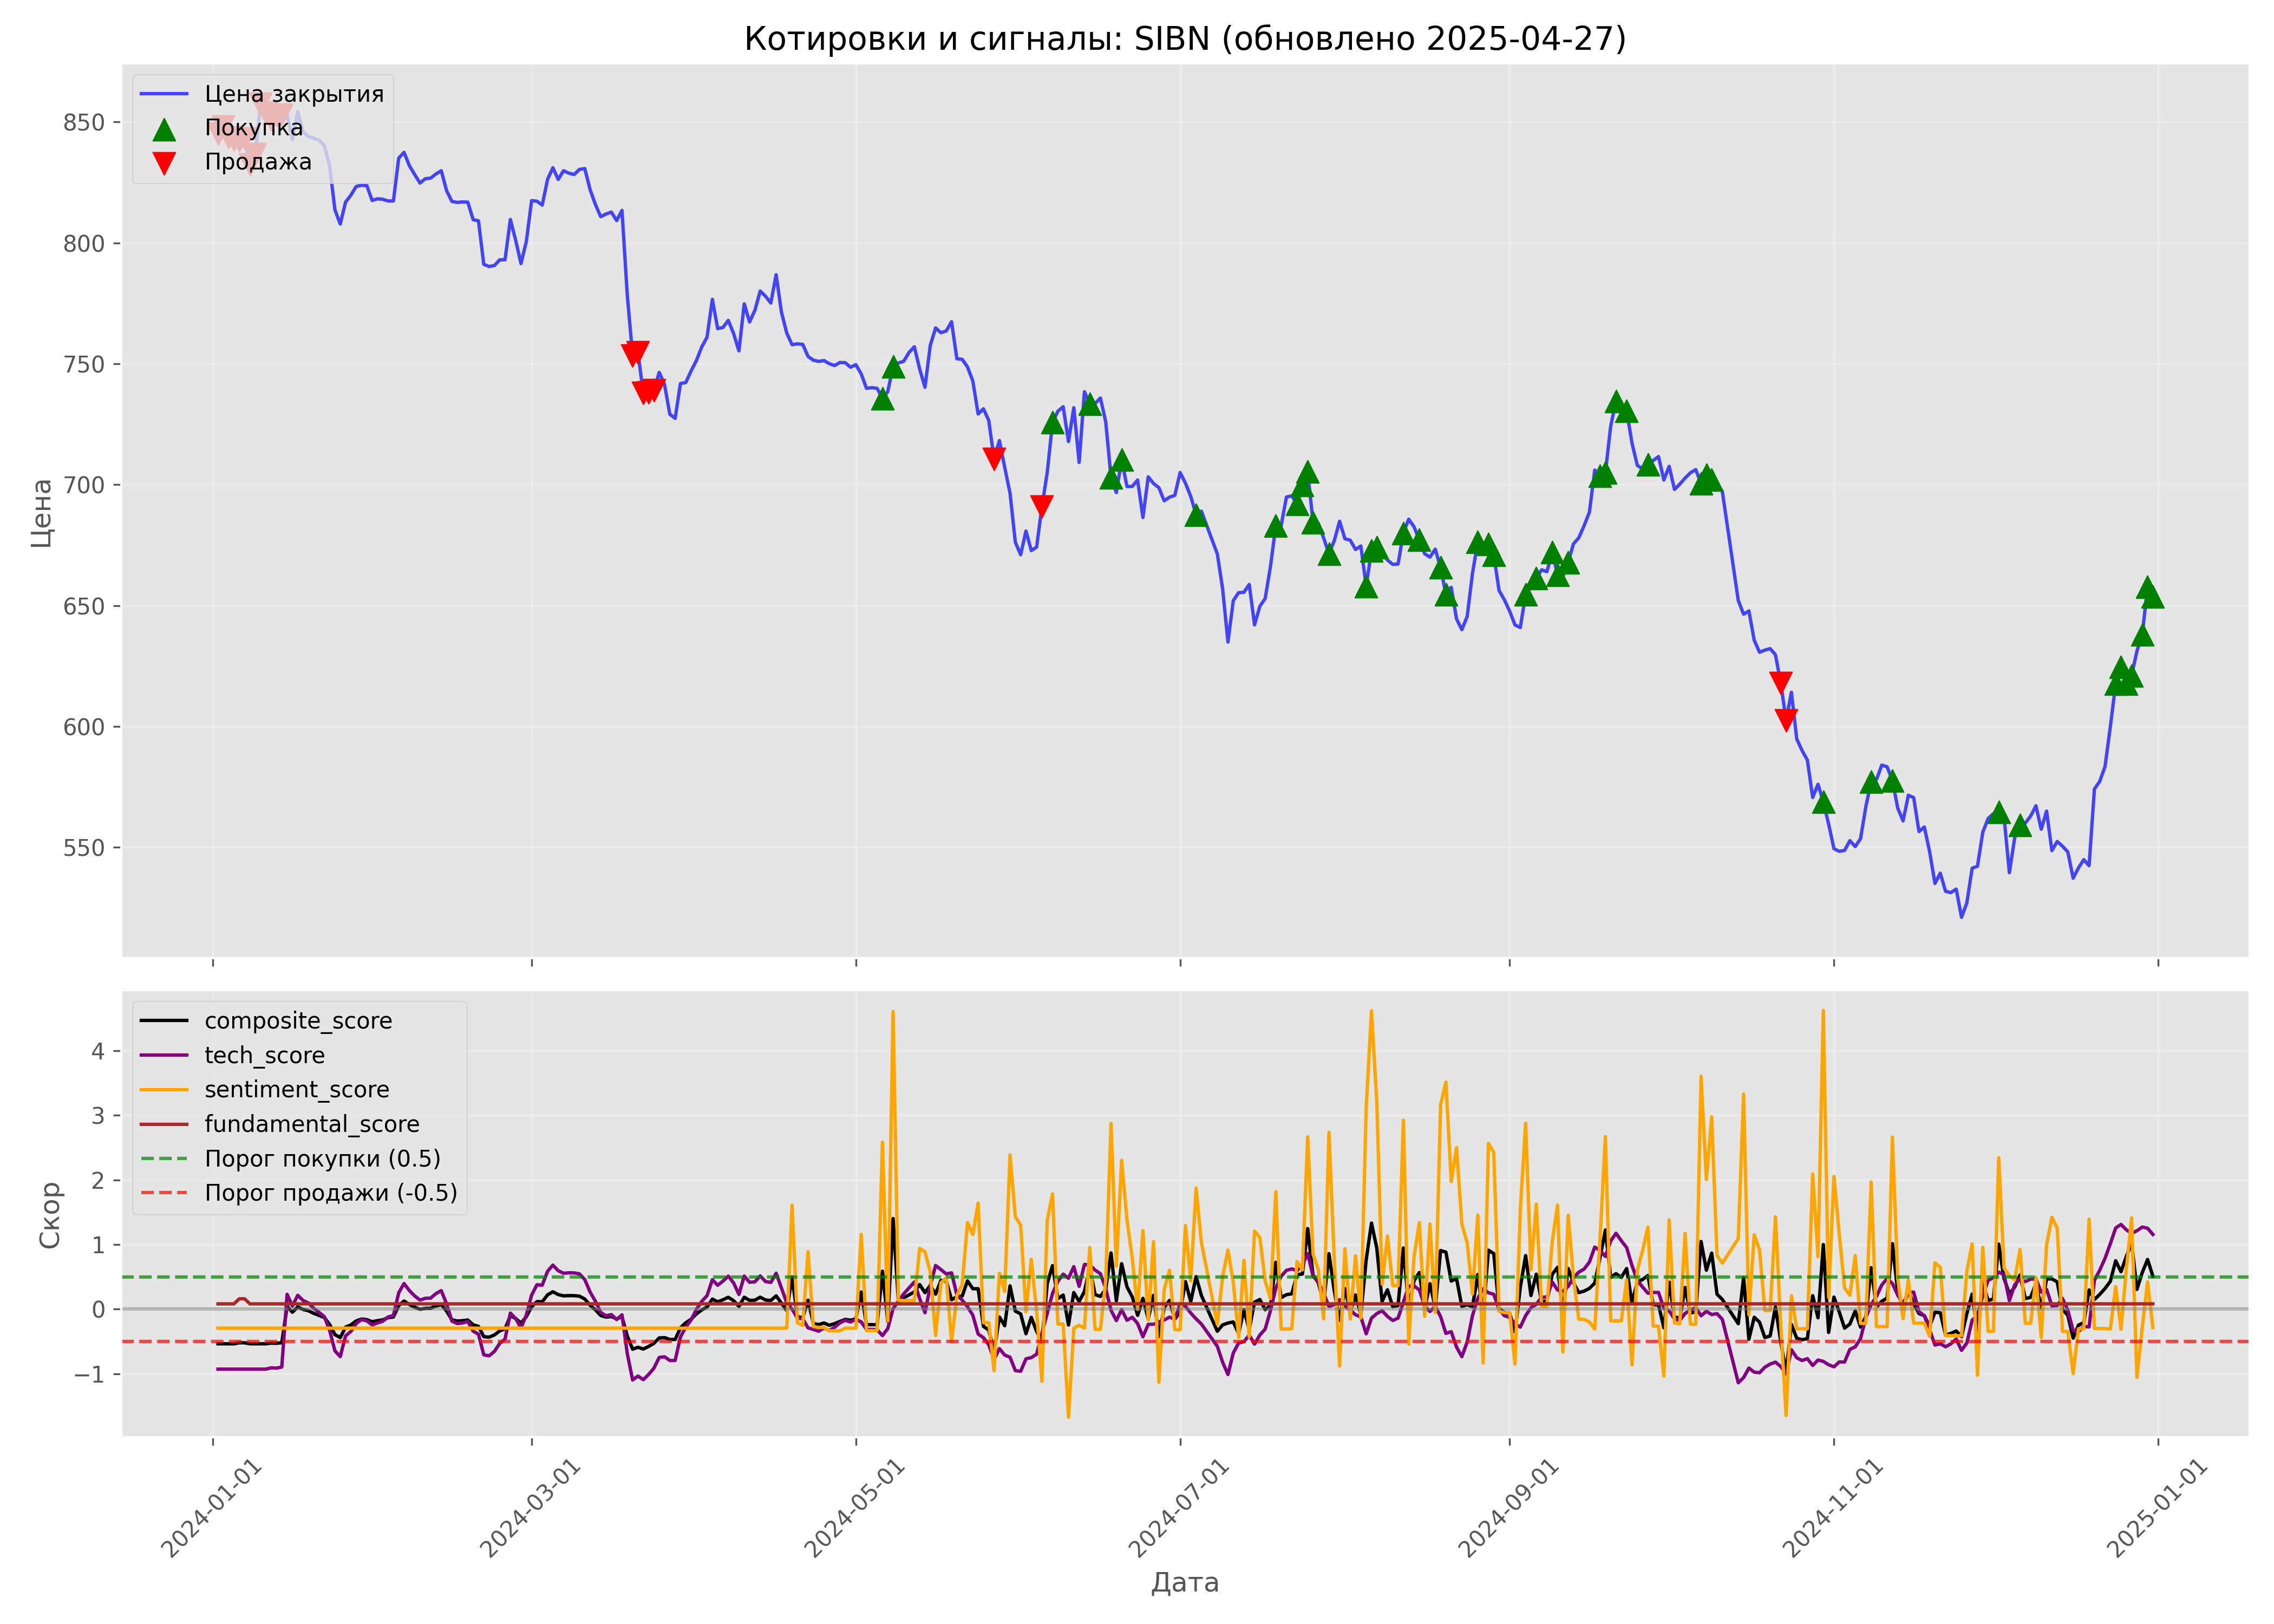 Котировки и сигналы: SIBN (обновлено 2025-04-27)
Цена закрытия
Покупка
Продажа
Цена
850
800
750
700
650
600
550
composite_score
tech_score
sentiment_score
fundamental_score
Порог покупки (0.5)
Порог продажи (-0.5)
Скор
4
3
2
1
0
−1
2024-01-01
2024-03-01
2024-05-01
2024-07-01
2024-09-01
2024-11-01
2025-01-01
Дата